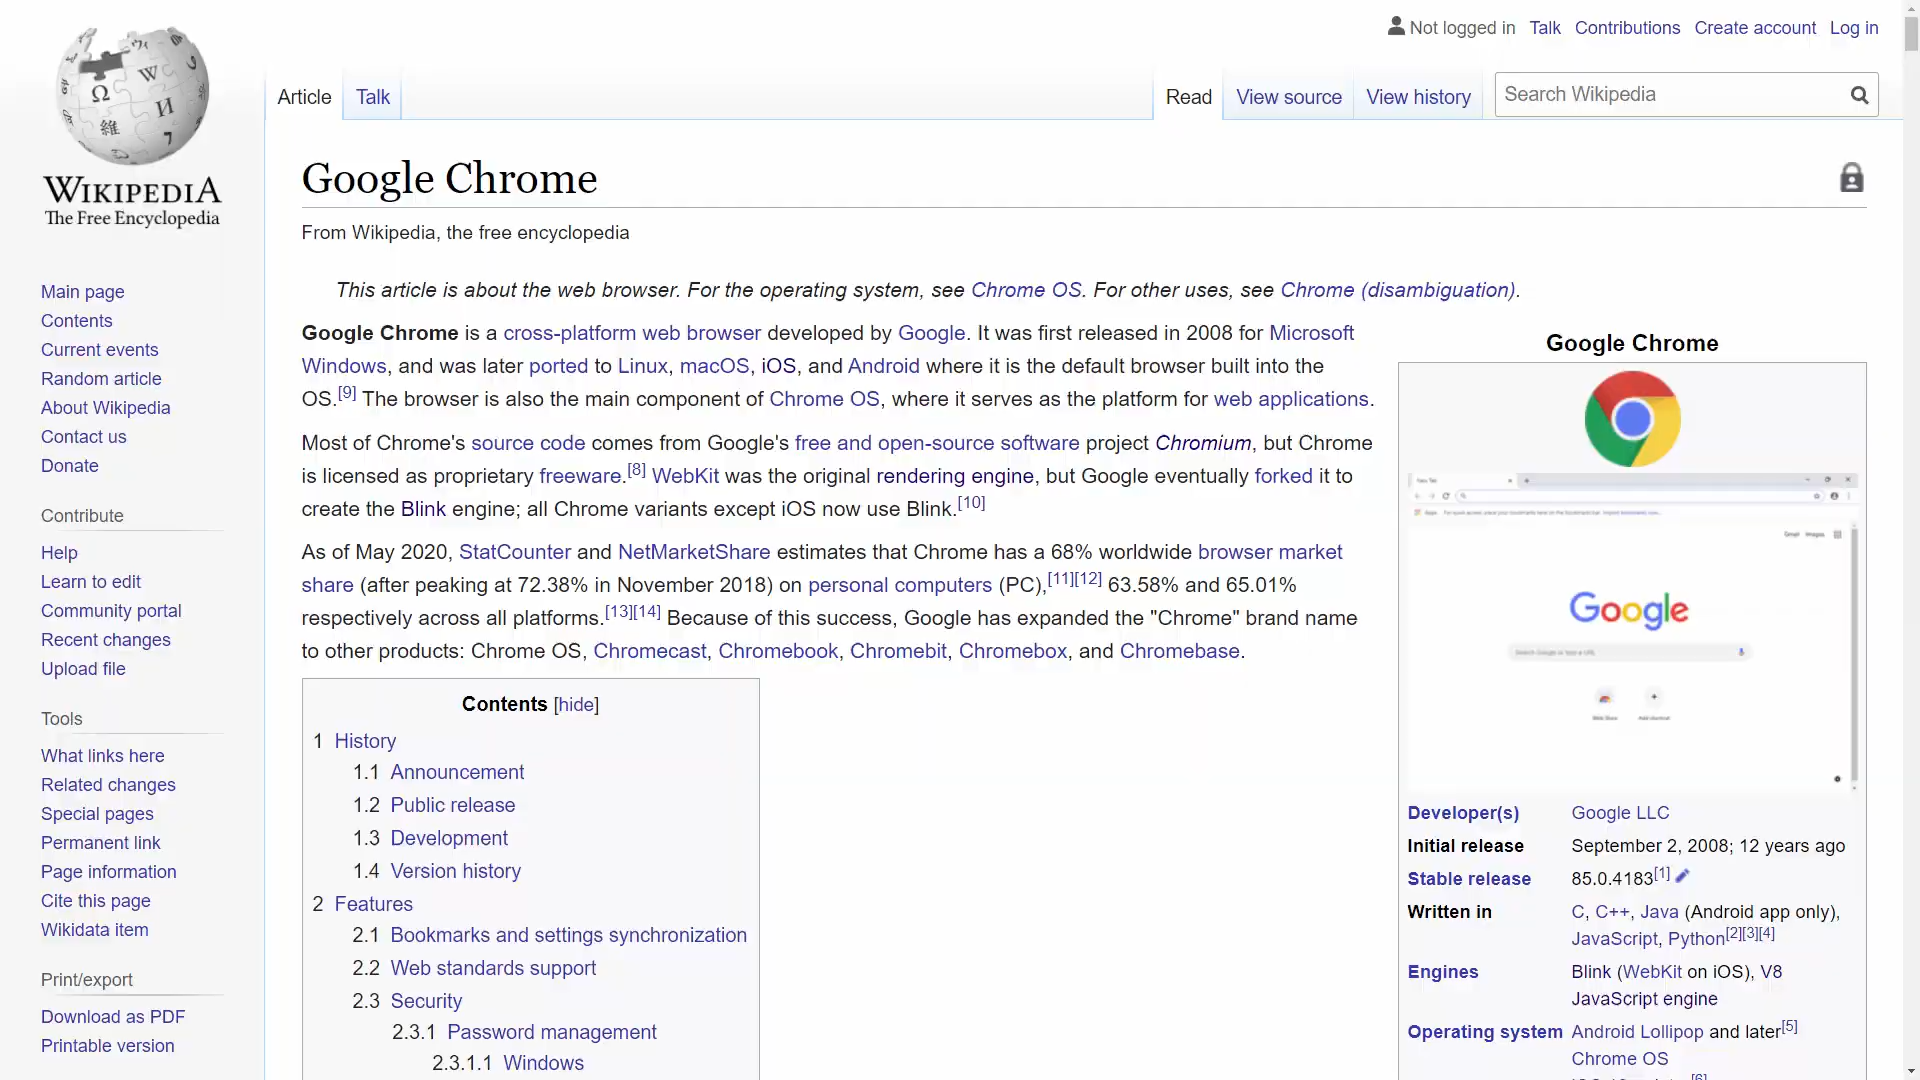 Not logged in Talk Contributions Create account Log in
Article Talk Read View source View history Search Wikipedia
WIKIPEDIA
The Free Encyclopedia
Main page
Contents
Current events
Random article
About Wikipedia
Contact us
Donate
Contribute
Help
Learn to edit
Community portal
Recent changes
Upload file
Tools
What links here
Related changes
Special pages
Permanent link
Page information
Cite this page
Wikidata item
Print/export
Download as PDF
Printable version
Google Chrome
From Wikipedia, the free encyclopedia
This article is about the web browser. For the operating system, see Chrome OS. For other uses, see Chrome (disambiguation).
Google Chrome is a cross-platform web browser developed by Google. It was first released in 2008 for Microsoft
Windows, and was later ported to Linux, macOS, iOS, and Android where it is the default browser built into the
OS.[9] The browser is also the main component of Chrome OS, where it serves as the platform for web applications.
Most of Chrome's source code comes from Google's free and open-source software project Chromium, but Chrome
is licensed as proprietary freeware.[8] WebKit was the original rendering engine, but Google eventually forked it to
create the Blink engine; all Chrome variants except iOS now use Blink.[10]
As of May 2020, StatCounter and NetMarketShare estimates that Chrome has a 68% worldwide browser market
share (after peaking at 72.38% in November 2018) on personal computers (PC),[11][12] 63.58% and 65.01%
respectively across all platforms.[13][14] Because of this success, Google has expanded the "Chrome" brand name
to other products: Chrome OS, Chromecast, Chromebook, Chromebit, Chromebox, and Chromebase.
Contents [hide]
1 History
1.1 Announcement
1.2 Public release
1.3 Development
1.4 Version history
2 Features
2.1 Bookmarks and settings synchronization
2.2 Web standards support
2.3 Security
2.3.1 Password management
2.3.1.1 Windows
Google Chrome
New Tab
Apps
Gmail Images
Google
Search Google or type a URL
Web Store Add shortcut
Developer(s) Google LLC
Initial release September 2, 2008; 12 years ago
Stable release 85.0.4183[1]
Written in C, C++, Java (Android app only),
JavaScript, Python[2][3][4]
Engines Blink (WebKit on iOS), V8
JavaScript engine
Operating system Android Lollipop and later[5]
Chrome OS